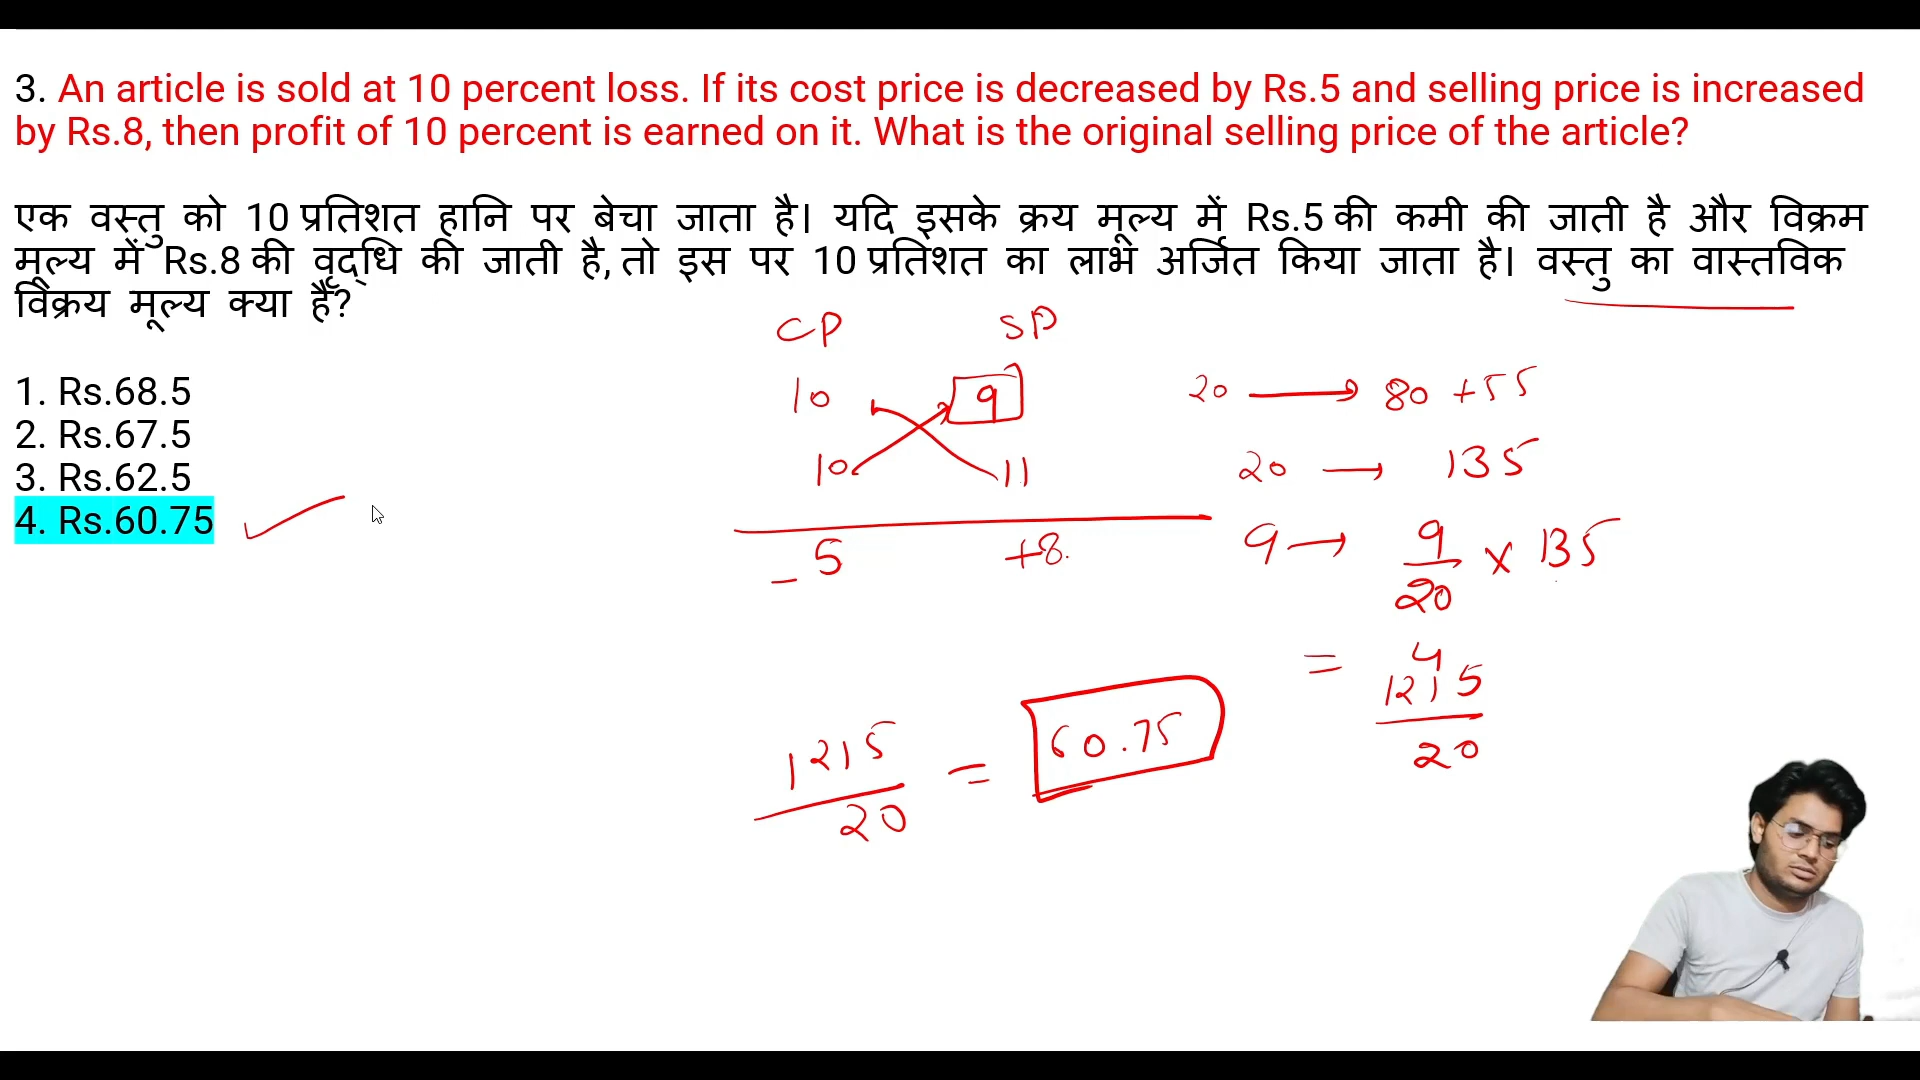 3. An article is sold at 10 percent loss. If its cost price is decreased by Rs.5 and selling price is increased
by Rs.8, then profit of 10 percent is earned on it. What is the original selling price of the article?
एक वस्तु को 10 प्रतिशत हानि पर बेचा जाता है। यदि इसके क्रय मूल्य में Rs.5 की कमी की जाती है और विक्रम
मूल्य में Rs.8 की वृद्धि की जाती है, तो इस पर 10 प्रतिशत का लाभ अर्जित किया जाता है। वस्तु का वास्तविक
विक्रय मूल्य क्या है?
CP SP
1. Rs.68.5
2. Rs.67.5
3. Rs.62.5
4. Rs.60.75
10 9
10 11
- 5 +8.
20 → 80 + 55
20 → 135
9 → 9/20 × 135
= 1215/20
4
1215/20 = 60.75